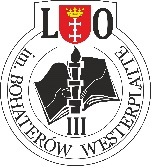 LO
im. BOHATERÓW WESTERPLATTE
III